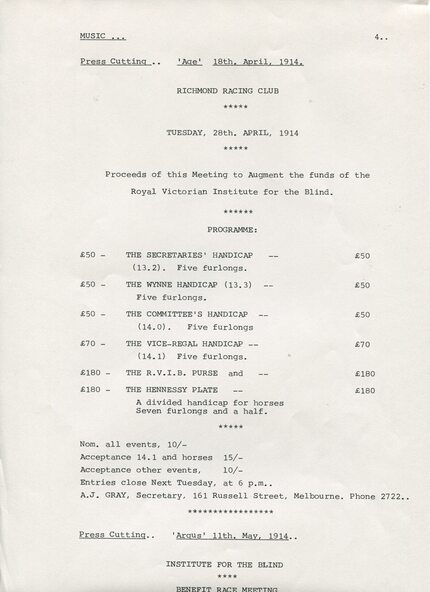 MUSIC ... 4..
Press Cutting .. 'Age' 18th. April, 1914.
RICHMOND RACING CLUB
*****
TUESDAY, 28th. APRIL, 1914
*****
Proceeds of this Meeting to Augment the funds of the
Royal Victorian Institute for the Blind.
******
PROGRAMME:
£50 - THE SECRETARIES' HANDICAP -- £50
(13.2). Five furlongs.
£50 - THE WYNNE HANDICAP (13.3) -- £50
Five furlongs.
£50 - THE COMMITTEE'S HANDICAP -- £50
(14.0). Five furlongs
£70 - THE VICE-REGAL HANDICAP -- £70
(14.1) Five furlongs.
£180 - THE R.V.I.B. PURSE and -- £180
£180 - THE HENNESSY PLATE -- £180
A divided handicap for horses
Seven furlongs and a half.
*****
Nom. all events, 10/-
Acceptance 14.1 and horses 15/-
Acceptance other events, 10/-
Entries close Next Tuesday, at 6 p.m..
A.J. GRAY, Secretary, 161 Russell Street, Melbourne. Phone 2722..
*****************
Press Cutting.. 'Argus' 11th. May, 1914..
INSTITUTE FOR THE BLIND
****
BENEFIT RACE MEETING